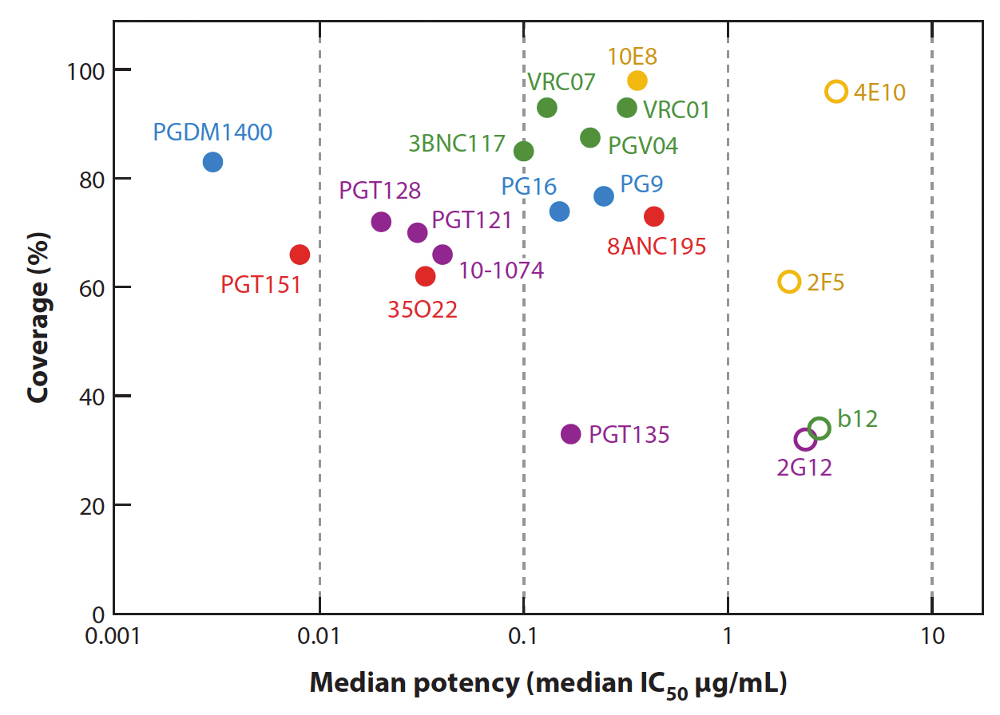 10E8
100
VRC07
4E10
VRC01
PGDM1400
3BNC117
PGV04
80
PGT128
PG16
PG9
PGT121
8ANC195
10-1074
PGT151
2F5
60
35O22
Coverage (%)
40
b12
PGT135
2G12
20
0
0.001
0.01
0.1
1
10
Median potency (median IC50 µg/mL)